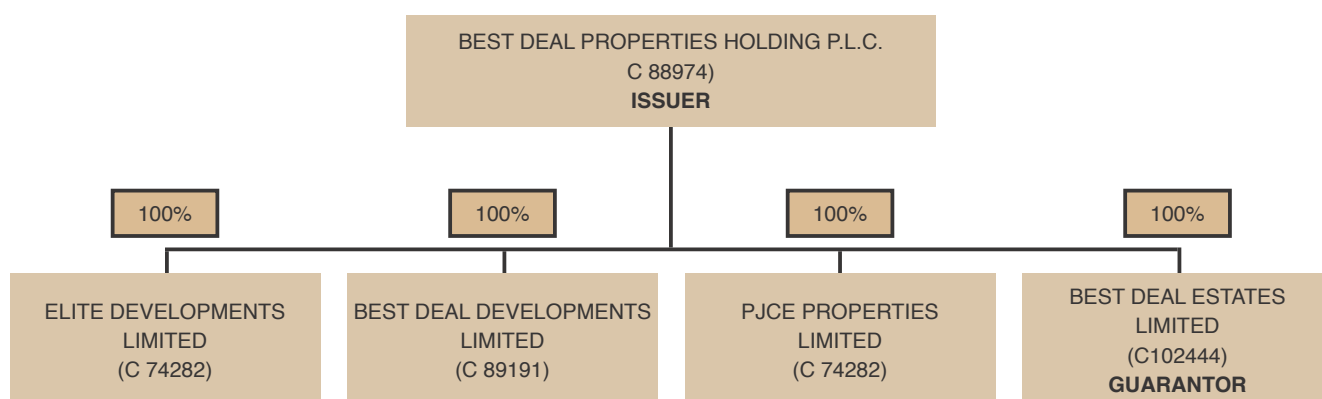 BEST DEAL PROPERTIES HOLDING P.L.C.
C 88974)
ISSUER
100%
100%
100%
100%
ELITE DEVELOPMENTS
LIMITED
(C 74282)
BEST DEAL DEVELOPMENTS
LIMITED
(C 89191)
PJCE PROPERTIES
LIMITED
(C 74282)
BEST DEAL ESTATES
LIMITED
(C102444)
GUARANTOR